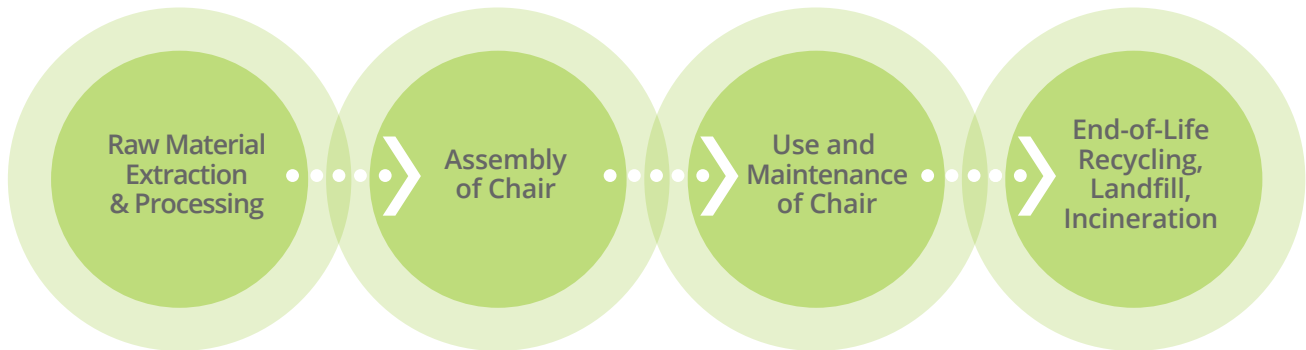 Raw Material
Extraction
& Processing
Assembly
of Chair
Use and
Maintenance
of Chair
End-of-Life
Recycling,
Landfill,
Incineration